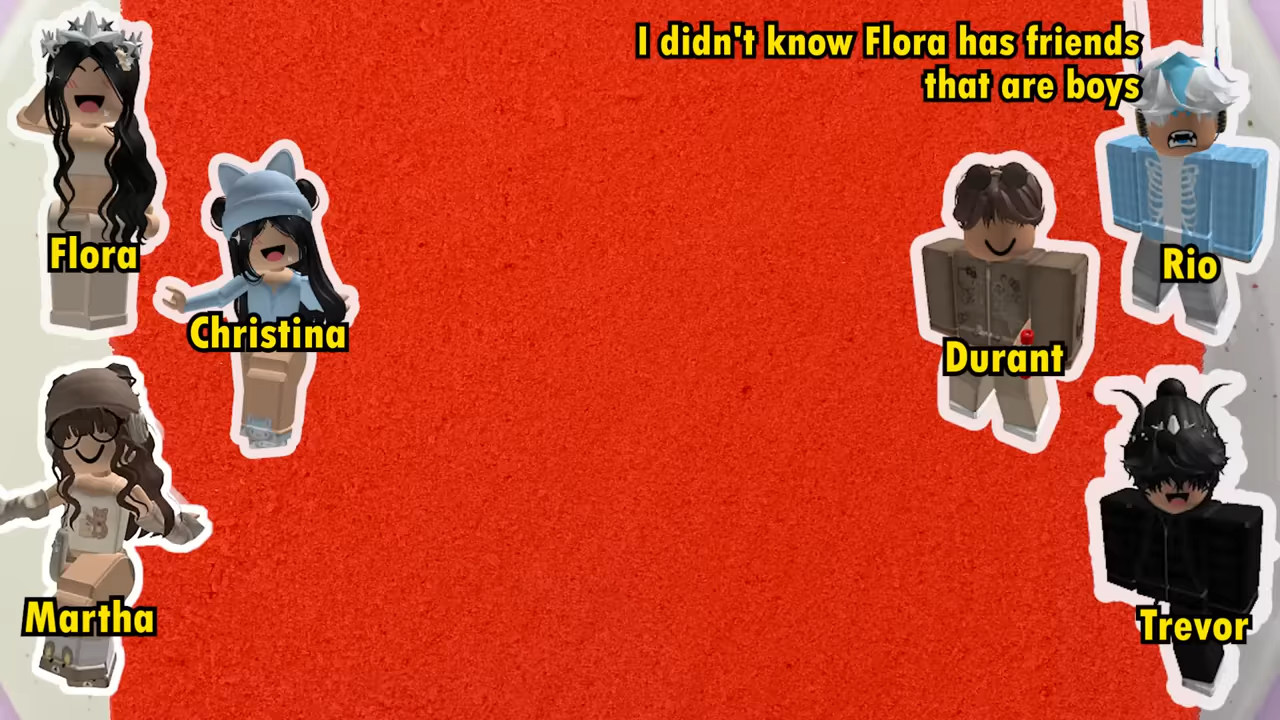 I didn't know Flora has friends
that are boys
Flora
Rio
Christina
Durant
Martha
Trevor